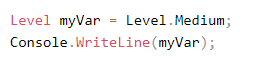 Level myVar = Level.Medium;
Console.WriteLine(myVar);